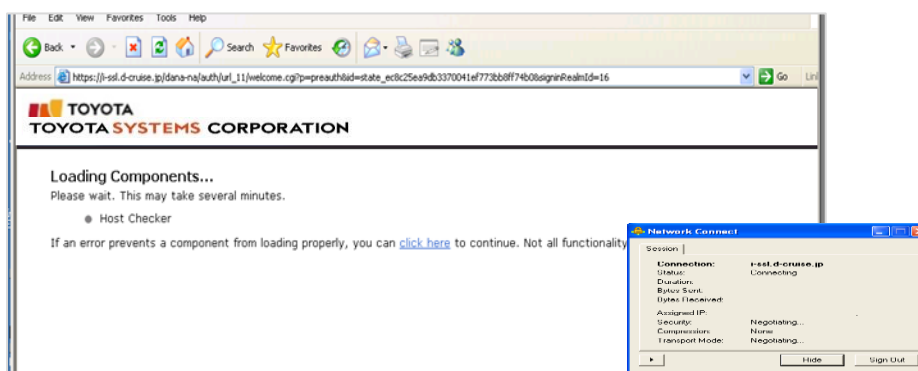 File Edit View Favorites Tools Help
Back Search Favorites
Address https://i-ssl.d-cruise.jp/dana-na/auth/url_11/welcome.cgi?p=preauth&id=state_ec8c25ea9db3370041ef773bb8ff74b0&signinRealmId=16 Go
TOYOTA
TOYOTA SYSTEMS CORPORATION
Loading Components...
Please wait. This may take several minutes.
Host Checker
If an error prevents a component from loading properly, you can click here to continue. Not all functionality
Network Connect
Session
Connection: i-ssl.d-cruise.jp
Status: Connecting
Duration:
Bytes Sent:
Bytes Received:
Assigned IP:
Security: Negotiating...
Compression: None
Transport Mode: Negotiating...
Hide Sign Out